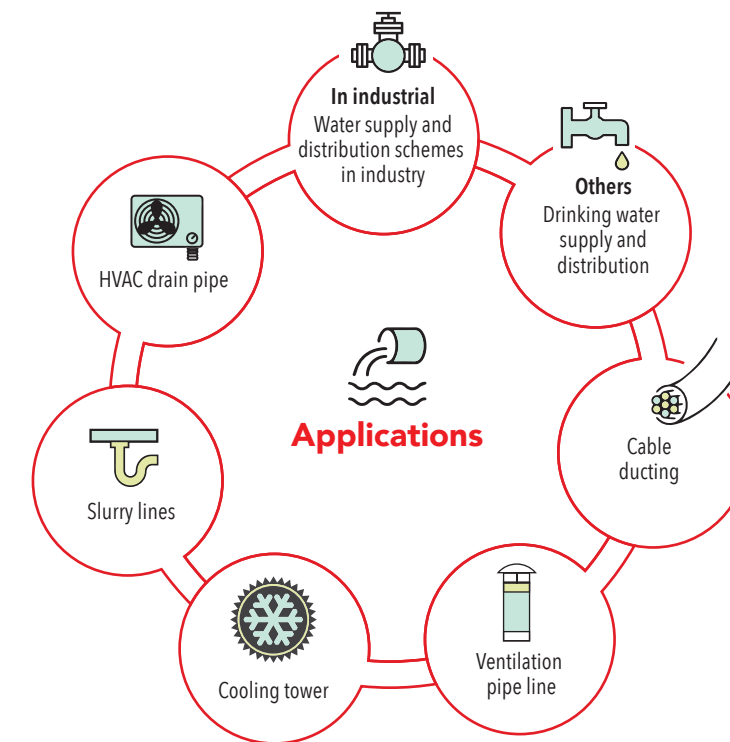 In industrial
Water supply and
distribution schemes
in industry
Others
Drinking water
supply and
distribution
HVAC drain pipe
Applications
Cable
ducting
Slurry lines
Ventilation
pipe line
Cooling tower